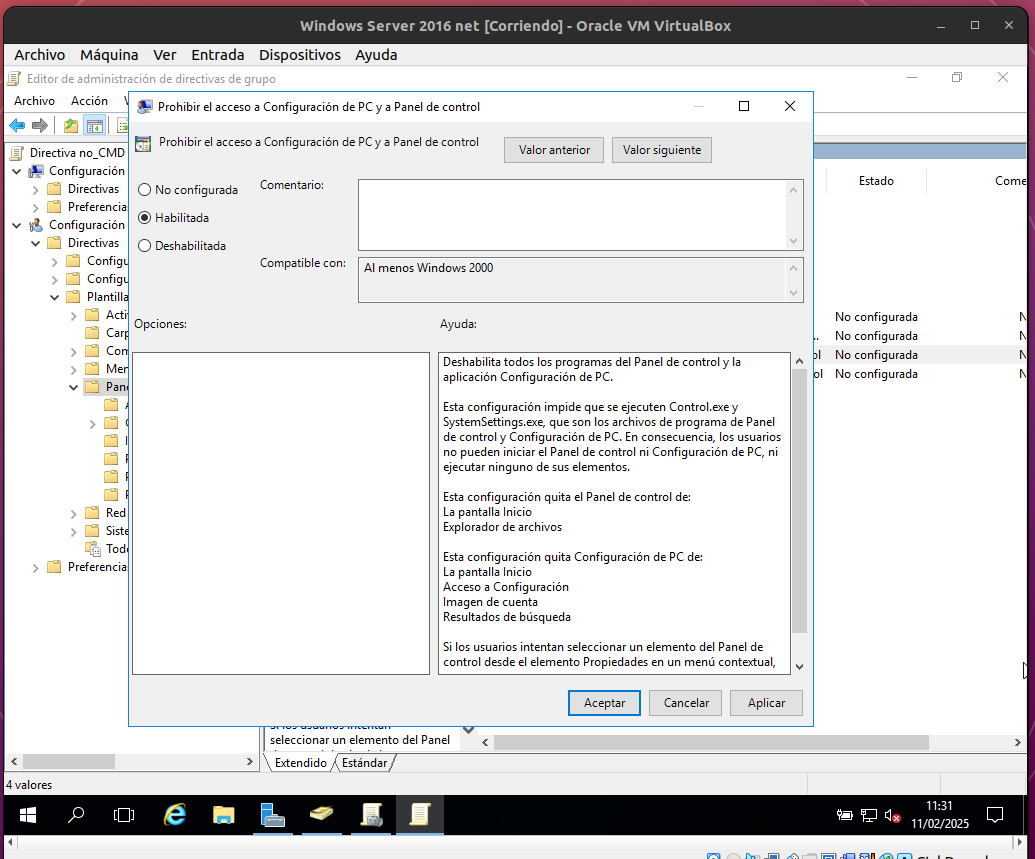 Windows Server 2016 net [Corriendo] - Oracle VM VirtualBox
Archivo Máquina Ver Entrada Dispositivos Ayuda
Editor de administración de directivas de grupo
Archivo Acción
Prohibir el acceso a Configuración de PC y a Panel de control
Prohibir el acceso a Configuración de PC y a Panel de control
Valor anterior Valor siguiente
No configurada
Habilitada
Deshabilitada
Comentario:
Compatible con:
Al menos Windows 2000
Opciones:
Ayuda:
Deshabilita todos los programas del Panel de control y la
aplicación Configuración de PC.
Esta configuración impide que se ejecuten Control.exe y
SystemSettings.exe, que son los archivos de programa de Panel
de control y Configuración de PC. En consecuencia, los usuarios
no pueden iniciar el Panel de control ni Configuración de PC, ni
ejecutar ninguno de sus elementos.
Esta configuración quita el Panel de control de:
La pantalla Inicio
Explorador de archivos
Esta configuración quita Configuración de PC de:
La pantalla Inicio
Acceso a Configuración
Imagen de cuenta
Resultados de búsqueda
Si los usuarios intentan seleccionar un elemento del Panel de
control desde el elemento Propiedades en un menú contextual,
Aceptar Cancelar Aplicar
Directiva no_CMD
Configuración
Directivas
Preferencia
Configuración
Directivas
Configu
Configu
Plantilla
Acti
Carp
Com
Men
Pane
Red
Siste
Todo
Preferencia
Estado Come
No configurada N
No configurada N
ol No configurada N
ol No configurada N
si los usuarios intentan
seleccionar un elemento del Panel
Extendido Estándar
4 valores
11:31
11/02/2025